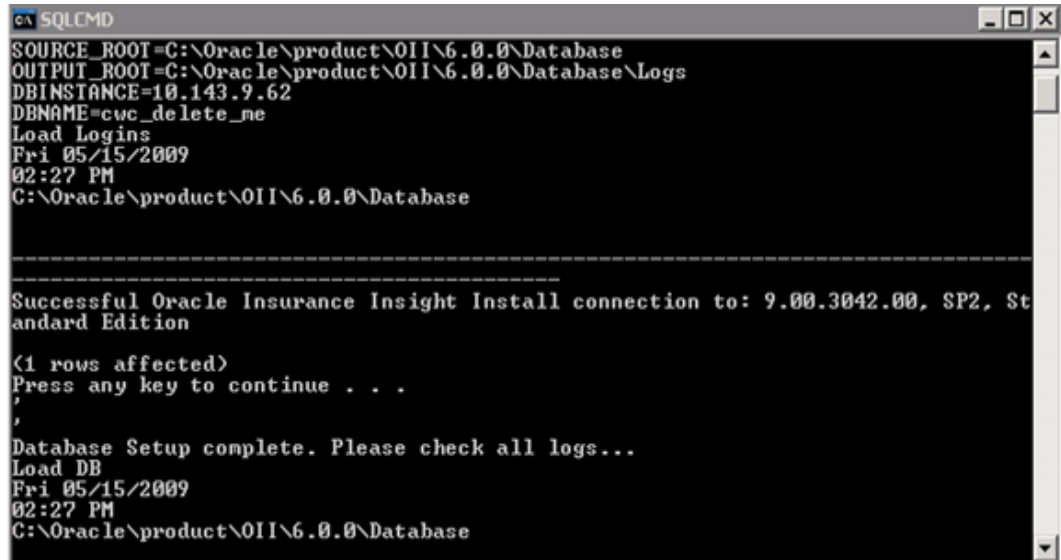 SQLCMD
SOURCE_ROOT=C:\Oracle\product\OII\6.0.0\Database
OUTPUT_ROOT=C:\Oracle\product\OII\6.0.0\Database\Logs
DBINSTANCE=10.143.9.62
DBNAME=cwc_delete_me
Load Logins
Fri 05/15/2009
02:27 PM
C:\Oracle\product\OII\6.0.0\Database
--------------------------------------------------------------------------------
-------------------------------------------
Successful Oracle Insurance Insight Install connection to: 9.00.3042.00, SP2, St
andard Edition
(1 rows affected)
Press any key to continue . . .
'
'
Database Setup complete. Please check all logs...
Load DB
Fri 05/15/2009
02:27 PM
C:\Oracle\product\OII\6.0.0\Database